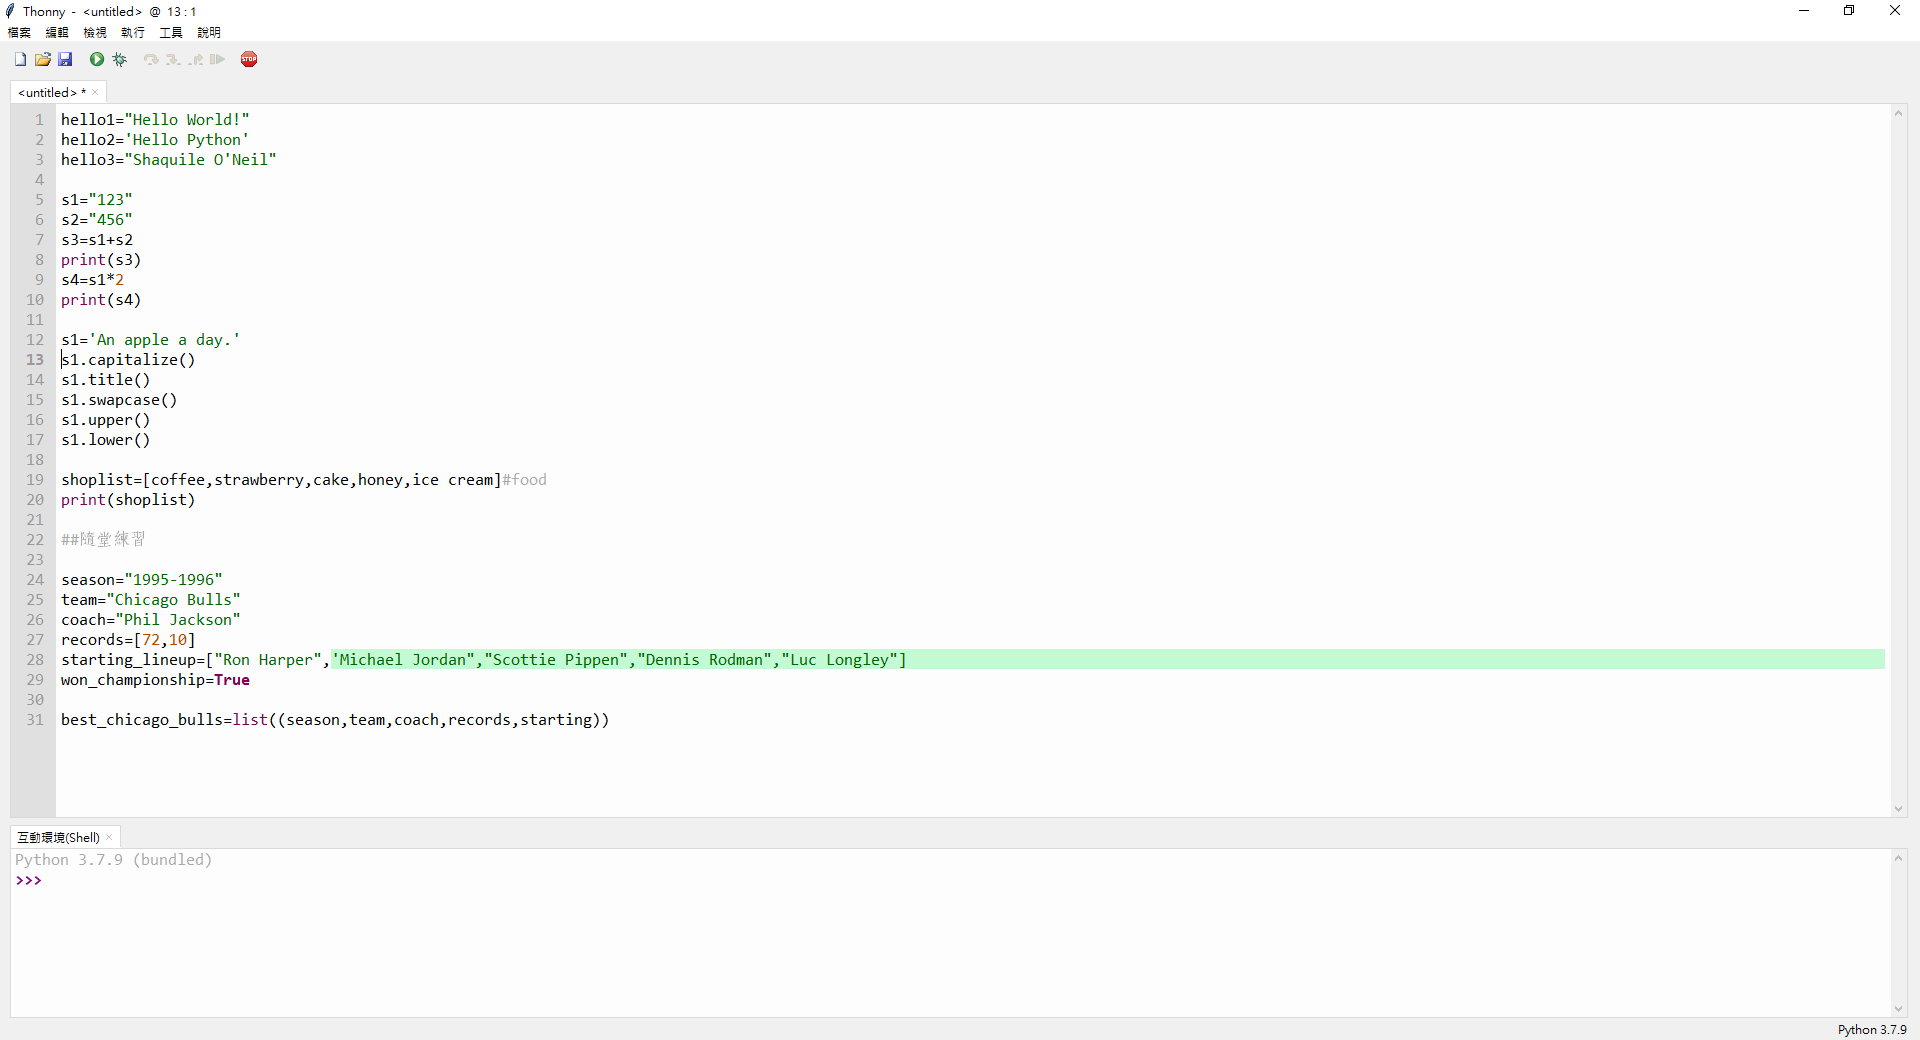 Thonny - <untitled> @ 13 : 1
檔案 編輯 檢視 執行 工具 說明
STOP
<untitled> * ×
1 hello1="Hello World!"
2 hello2='Hello Python'
3 hello3="Shaquile O'Neil"
4
5 s1="123"
6 s2="456"
7 s3=s1+s2
8 print(s3)
9 s4=s1*2
10 print(s4)
11
12 s1='An apple a day.'
13 s1.capitalize()
14 s1.title()
15 s1.swapcase()
16 s1.upper()
17 s1.lower()
18
19 shoplist=[coffee,strawberry,cake,honey,ice cream]#food
20 print(shoplist)
21
22 ##隨堂練習
23
24 season="1995-1996"
25 team="Chicago Bulls"
26 coach="Phil Jackson"
27 records=[72,10]
28 starting_lineup=["Ron Harper",'Michael Jordan","Scottie Pippen","Dennis Rodman","Luc Longley"]
29 won_championship=True
30
31 best_chicago_bulls=list((season,team,coach,records,starting))
互動環境(Shell) ×
Python 3.7.9 (bundled)
>>>
Python 3.7.9